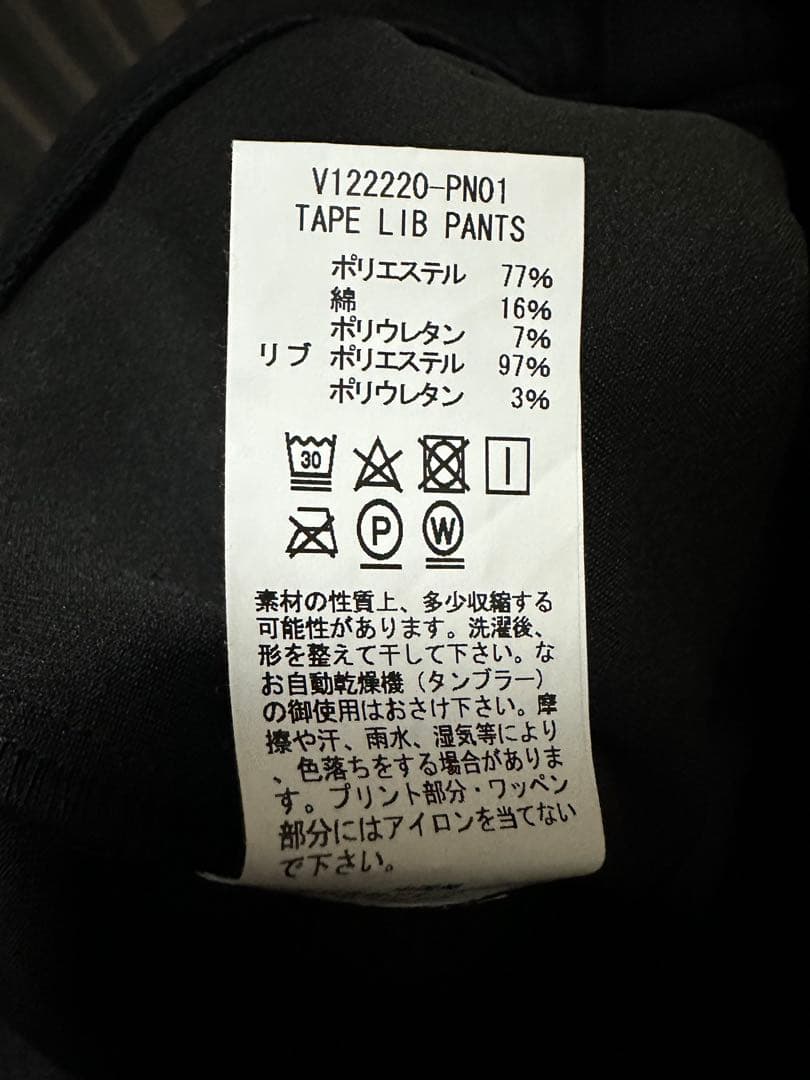 V122220-PN01
TAPE LIB PANTS
ポリエステル 77%
綿 16%
ポリウレタン 7%
リブ ポリエステル 97%
ポリウレタン 3%
30
P W
素材の性質上、多少収縮する
可能性があります。洗濯後、
形を整えて干して下さい。な
お自動乾燥機（タンブラー）
の御使用はおさけ下さい。摩
擦や汗、雨水、湿気等により
、色落ちをする場合がありま
す。プリント部分・ワッペン
部分にはアイロンを当てない
で下さい。